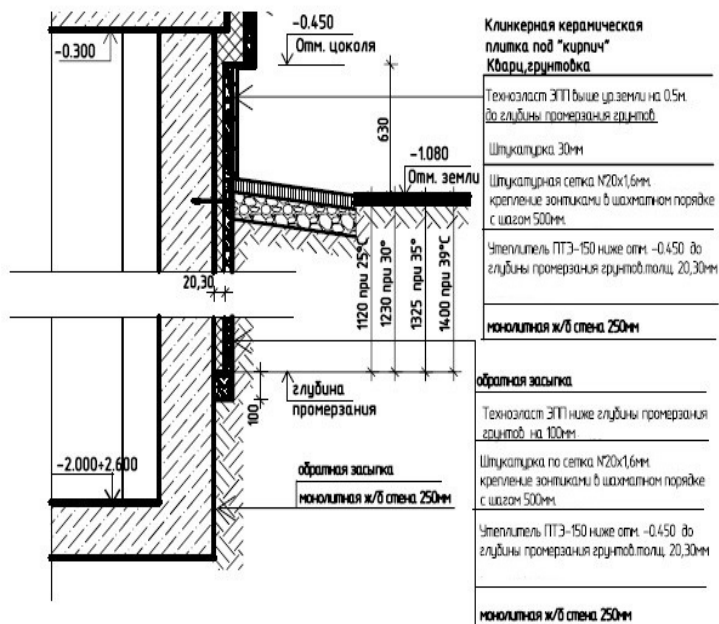 -0.450
Отм. цоколя
-0.300
630
-1.080
Отм. земли
20,30
1120 при 25°C
1230 при 30°
1325 при 35°
1400 при 39°C
глубина
промерзания
100
-2.000÷2.600
обратная засыпка
монолитная ж/б стена 250мм
Клинкерная керамическая
плитка под "кирпич"
Кварц,грунтовка
Техноэласт ЭПП выше ур.земли на 0.5м.
до глубины промерзания грунтов
Штукатурка 30мм
Штукатурная сетка №20х1,6мм.
крепление зонтиками в шахматном порядке
с шагом 500мм.
Утеплитель ПТЭ-150 ниже отм. -0.450 до
глубины промерзания грунтов.толщ. 20,30мм
монолитная ж/б стена 250мм
обратная засыпка
Техноэласт ЭПП ниже глубины промерзания
грунтов на 100мм
Штукатурка по сетка №20х1,6мм.
крепление зонтиками в шахматном порядке
с шагом 500мм.
Утеплитель ПТЭ-150 ниже отм. -0.450 до
глубины промерзания грунтов.толщ. 20,30мм
монолитная ж/б стена 250мм